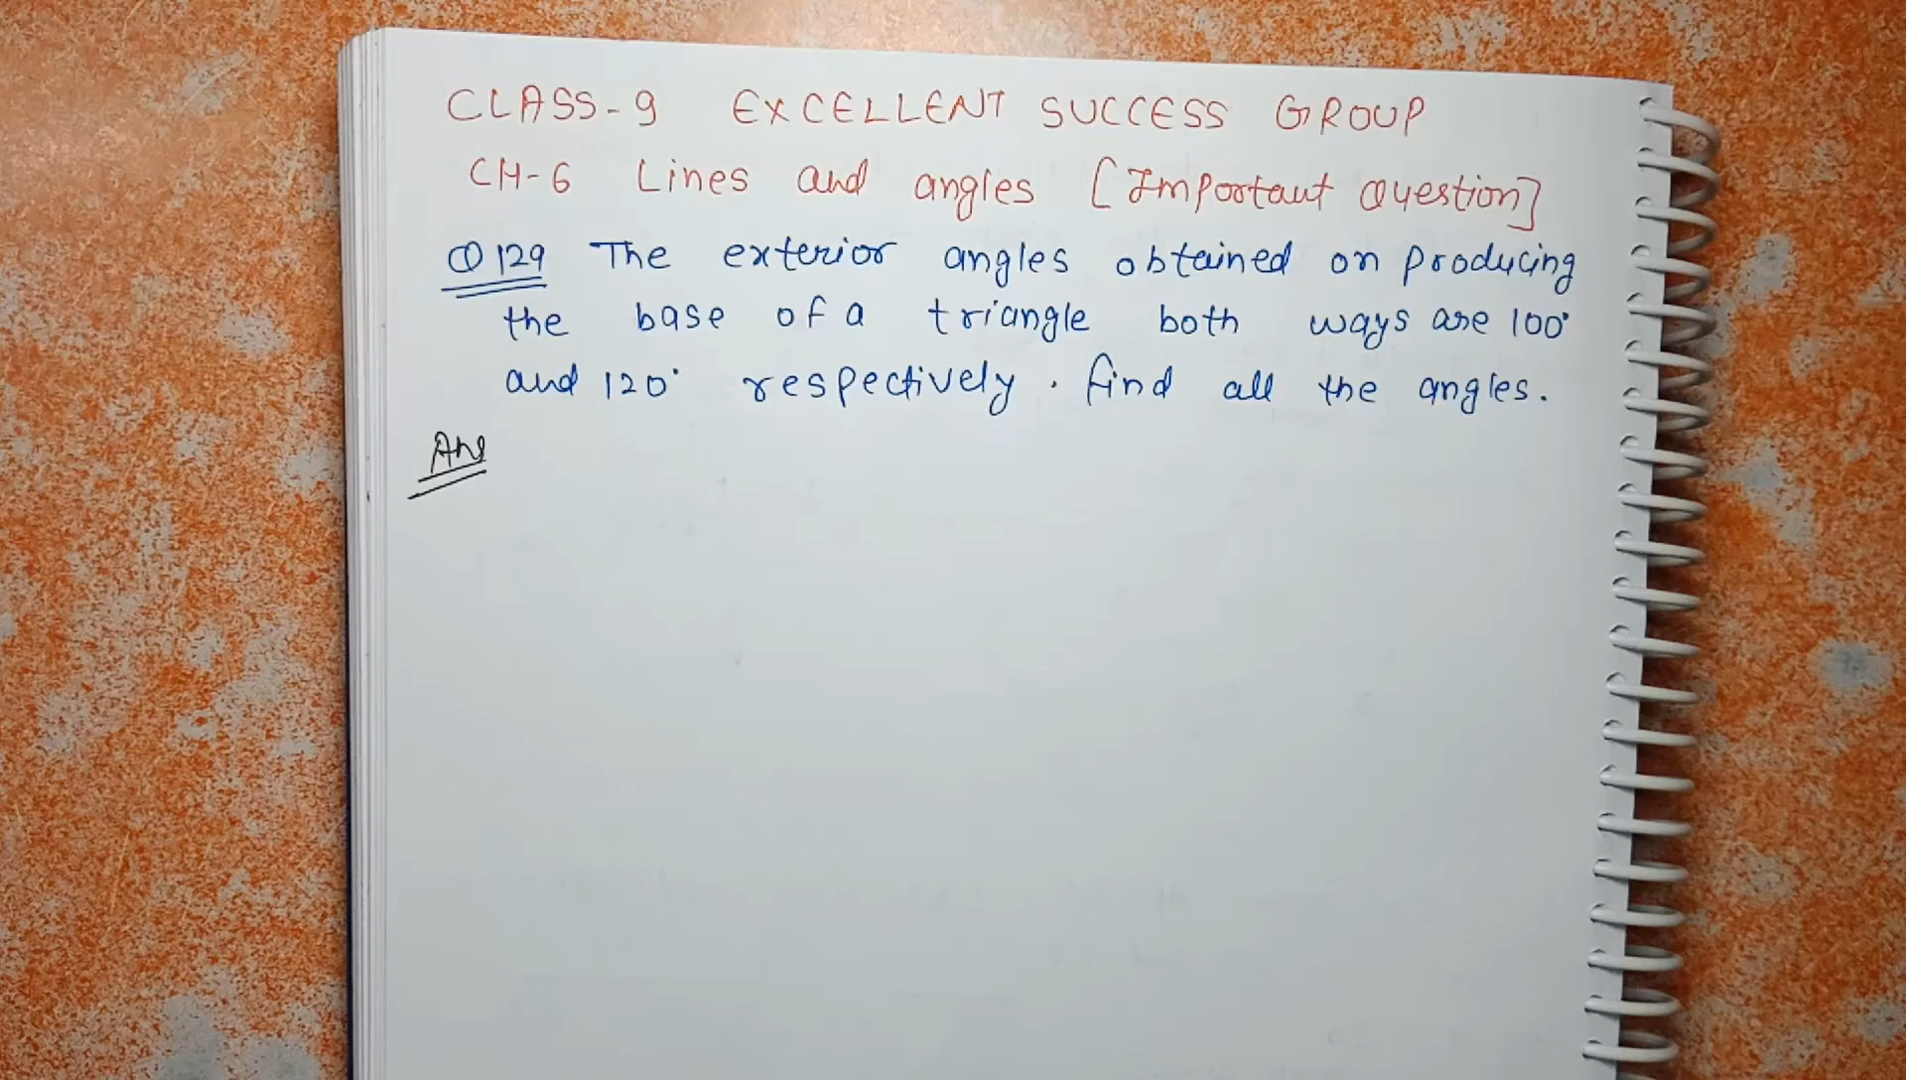 CLASS-9 EXCELLENT SUCCESS GROUP
CH-6 Lines and angles [Important Question]
Q129 The exterior angles obtained on producing
the base of a triangle both ways are 100°
and 120° respectively. find all the angles.
Ans